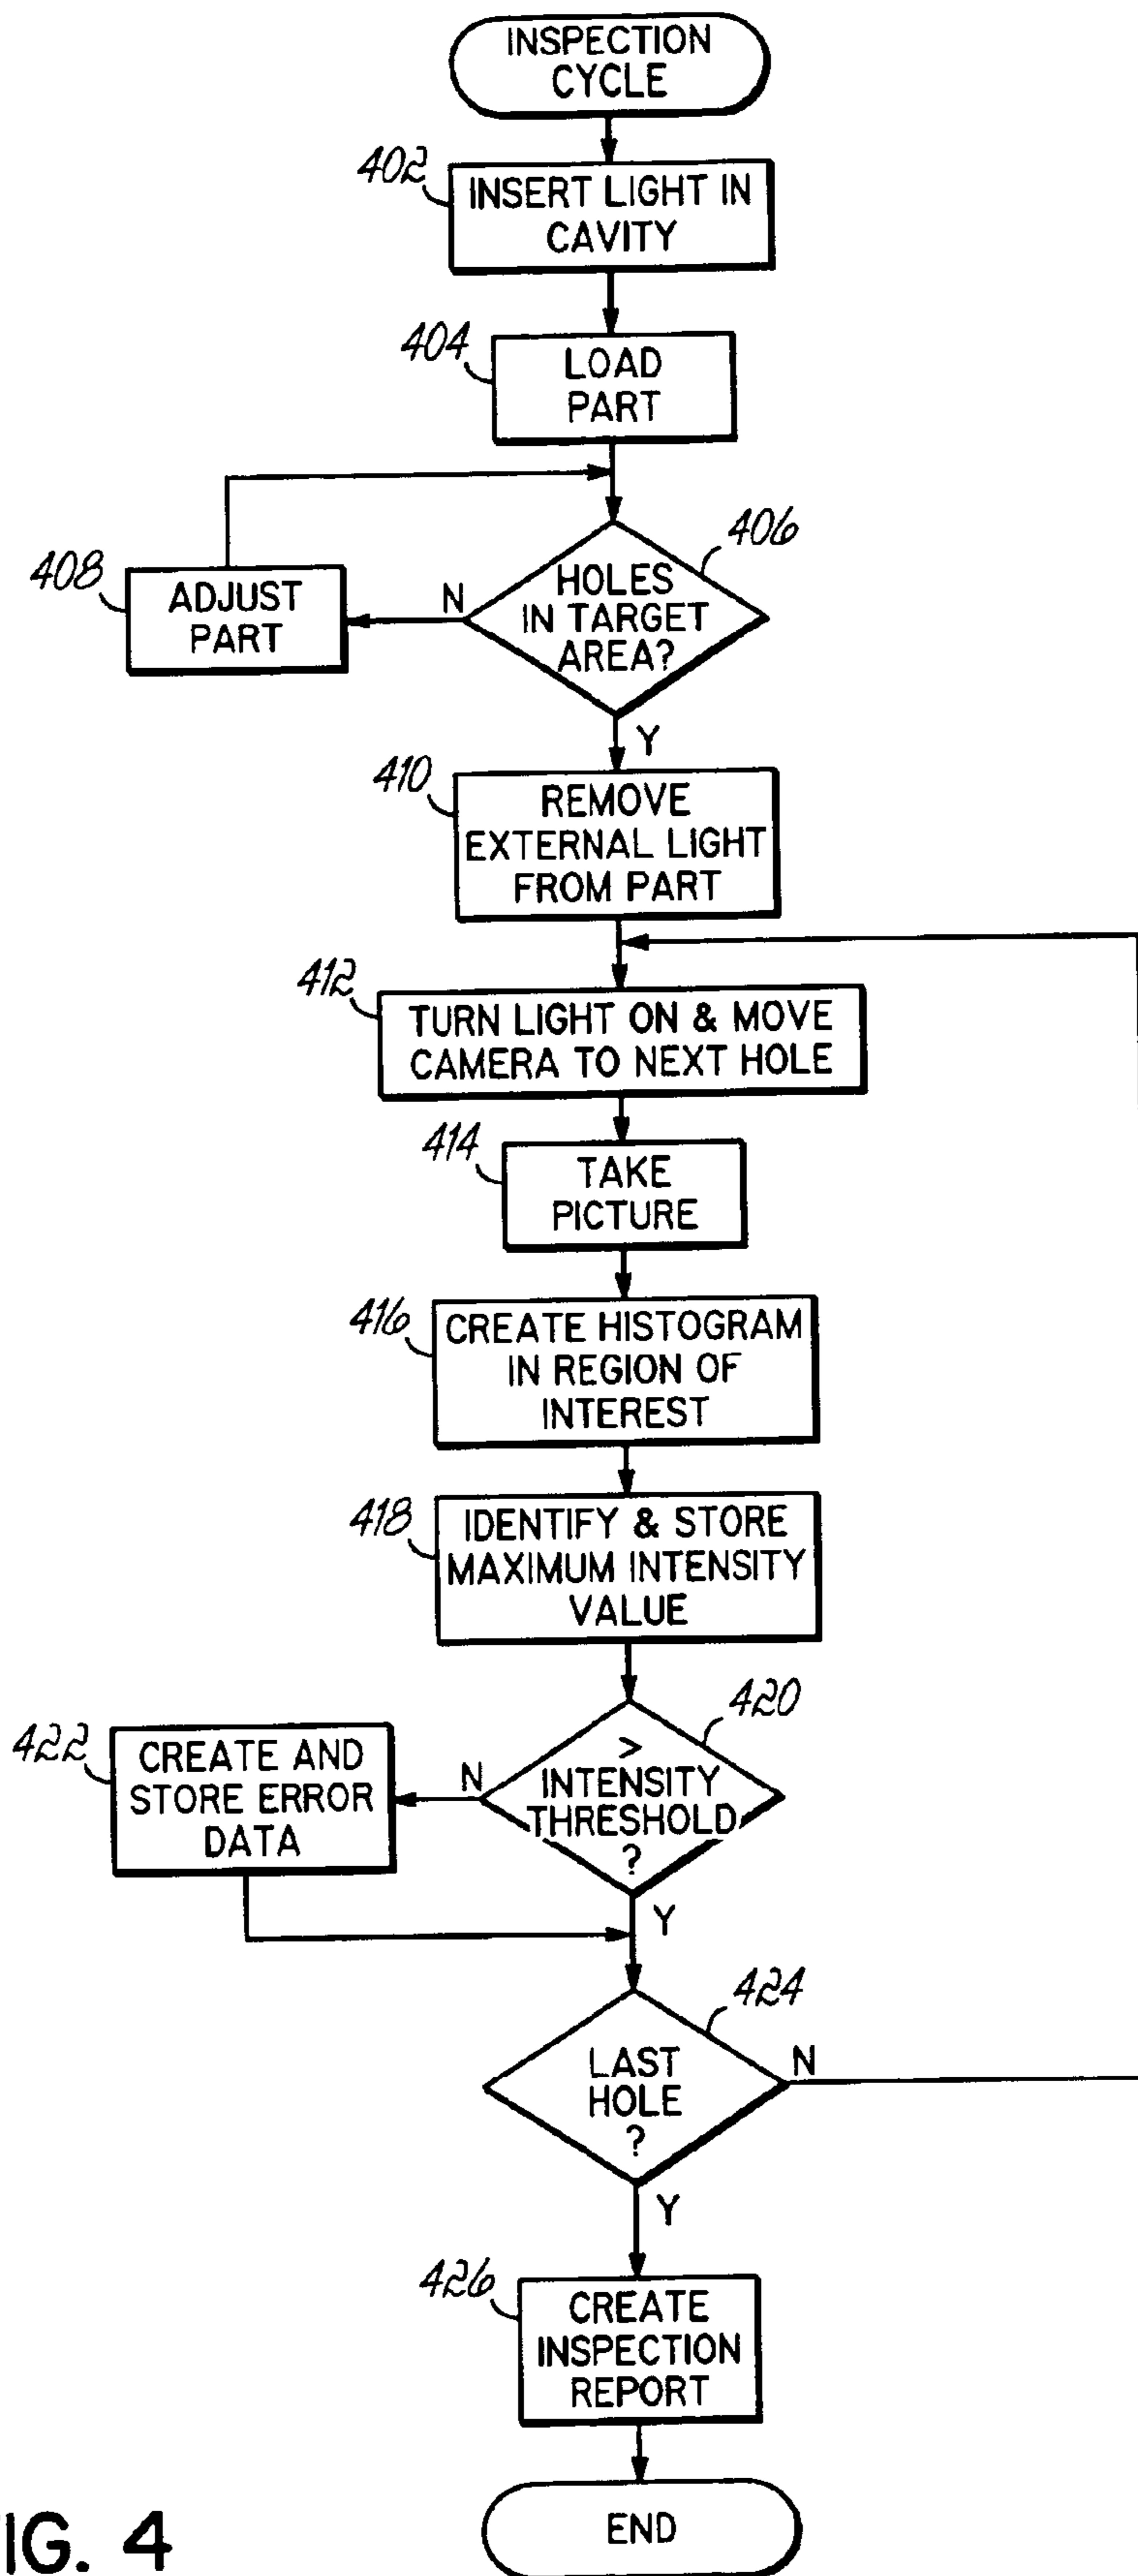 INSPECTION
CYCLE
402
INSERT LIGHT IN
CAVITY
404
LOAD
PART
406
HOLES
IN TARGET
AREA?
N
408
ADJUST
PART
Y
410
REMOVE
EXTERNAL LIGHT
FROM PART
412
TURN LIGHT ON & MOVE
CAMERA TO NEXT HOLE
414
TAKE
PICTURE
416
CREATE HISTOGRAM
IN REGION OF
INTEREST
418
IDENTIFY & STORE
MAXIMUM INTENSITY
VALUE
420
>
INTENSITY
THRESHOLD
?
N
422
CREATE AND
STORE ERROR
DATA
Y
424
LAST
HOLE
?
N
Y
426
CREATE
INSPECTION
REPORT
END
IG. 4